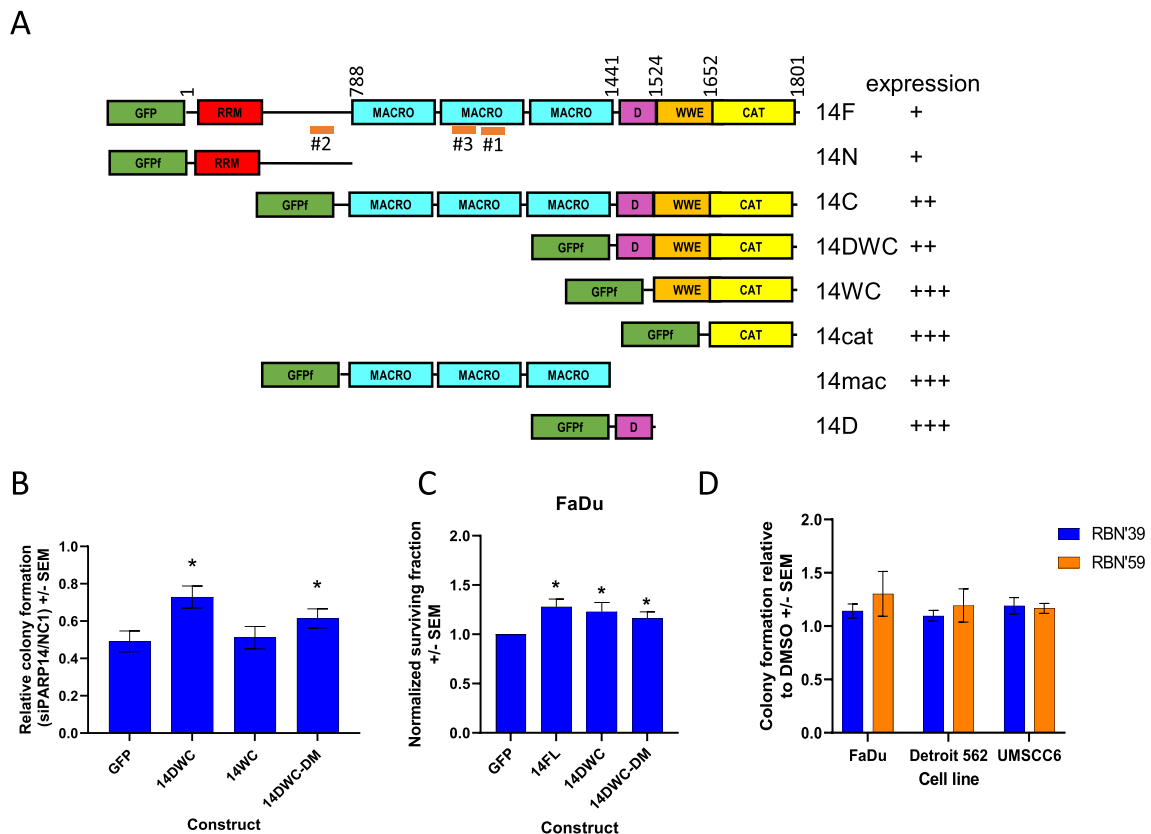 A
1
788
1441
1524
1652
1801
expression
GFP
RRM
MACRO
MACRO
MACRO
D
WWE
CAT
14F
+
#2
#3
#1
GFPf
RRM
14N
+
GFPf
MACRO
MACRO
MACRO
D
WWE
CAT
14C
++
GFPf
D
WWE
CAT
14DWC
++
GFPf
WWE
CAT
14WC
+++
GFPf
CAT
14cat
+++
GFPf
MACRO
MACRO
MACRO
14mac
+++
GFPf
D
14D
+++
B
Relative colony formation
(siPARP14/NC1) +/- SEM
1.0
0.8
0.6
0.4
0.2
0.0
*
*
GFP
14DWC
14WC
14DWC-DM
Construct
C
FaDu
Normalized surviving fraction
+/- SEM
2.0
1.5
1.0
0.5
0.0
*
*
*
GFP
14FL
14DWC
14DWC-DM
Construct
D
Colony formation relative
to DMSO +/- SEM
2.0
1.5
1.0
0.5
0.0
FaDu
Detroit 562
UMSCC6
Cell line
RBN'39
RBN'59